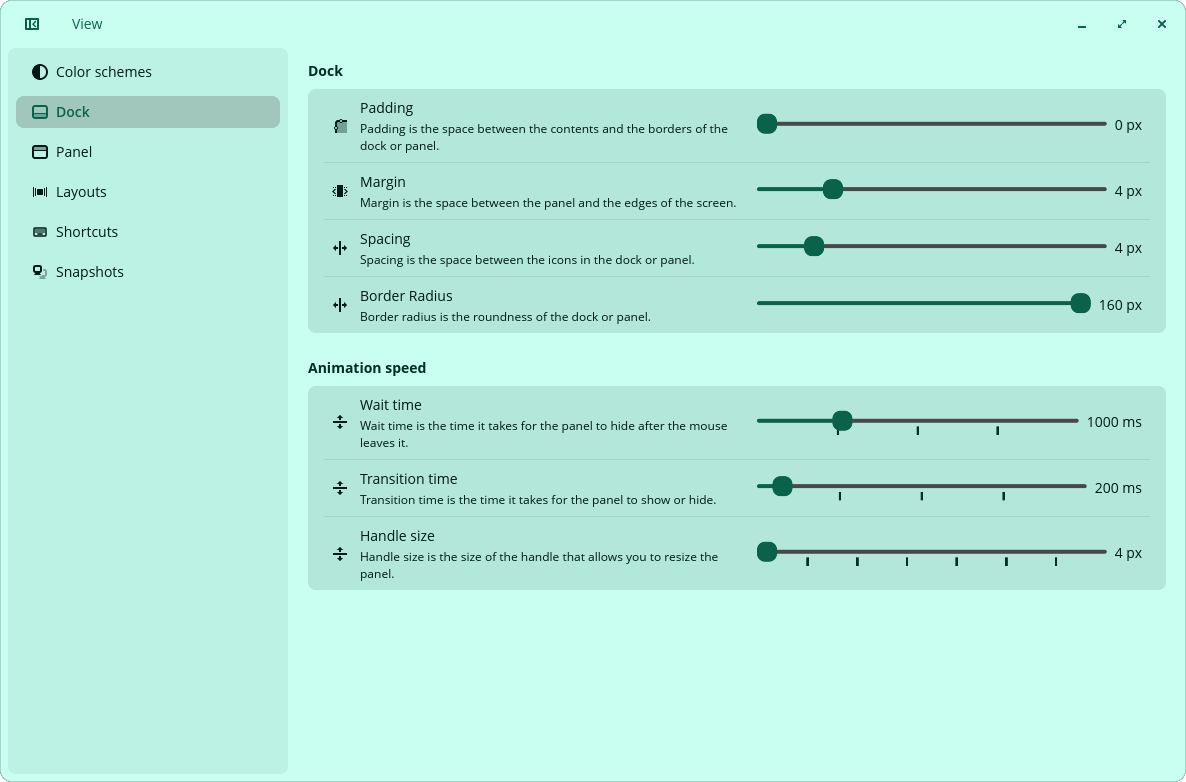 View
Color schemes
Dock
Panel
Layouts
Shortcuts
Snapshots
Dock
Padding
Padding is the space between the contents and the borders of the
dock or panel.
0 px
Margin
Margin is the space between the panel and the edges of the screen.
4 px
Spacing
Spacing is the space between the icons in the dock or panel.
4 px
Border Radius
Border radius is the roundness of the dock or panel.
160 px
Animation speed
Wait time
Wait time is the time it takes for the panel to hide after the mouse
leaves it.
1000 ms
Transition time
Transition time is the time it takes for the panel to show or hide.
200 ms
Handle size
Handle size is the size of the handle that allows you to resize the
panel.
4 px